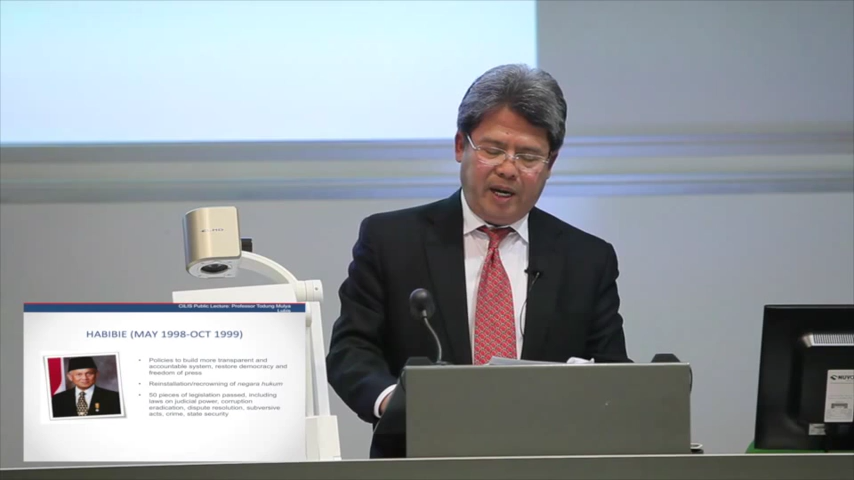 CILIS Public Lecture: Professor Todung Mulya
Lubis
HABIBIE (MAY 1998-OCT 1999)
• Policies to build more transparent and
accountable system, restore democracy and
freedom of press
• Reinstallation/recrowning of negara hukum
• 50 pieces of legislation passed, including
laws on judicial power, corruption
eradication, dispute resolution, subversive
acts, crime, state security